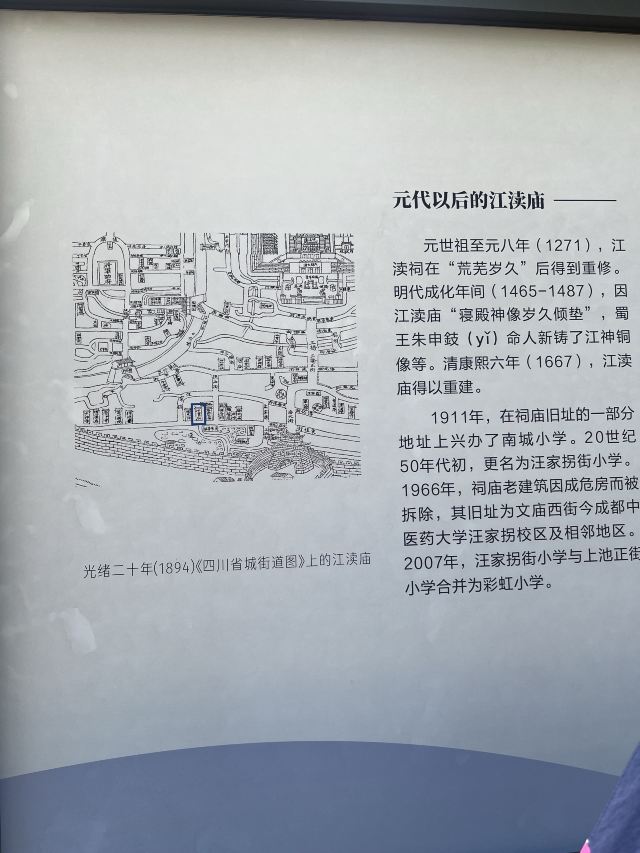 元代以后的江渎庙
元世祖至元八年（1271），江
渎祠在“荒芜岁久”后得到重修。
明代成化年间（1465-1487），因
江渎庙“寝殿神像岁久倾垫”，蜀
王朱申鈘（yǐ）命人新铸了江神铜
像等。清康熙六年（1667），江渎
庙得以重建。
1911年，在祠庙旧址的一部分
地址上兴办了南城小学。20世纪
50年代初，更名为汪家拐街小学。
1966年，祠庙老建筑因成危房而被
拆除，其旧址为文庙西街今成都中
医药大学汪家拐校区及相邻地区。
2007年，汪家拐街小学与上池正街
小学合并为彩虹小学。
光绪二十年(1894)《四川省城街道图》上的江渎庙